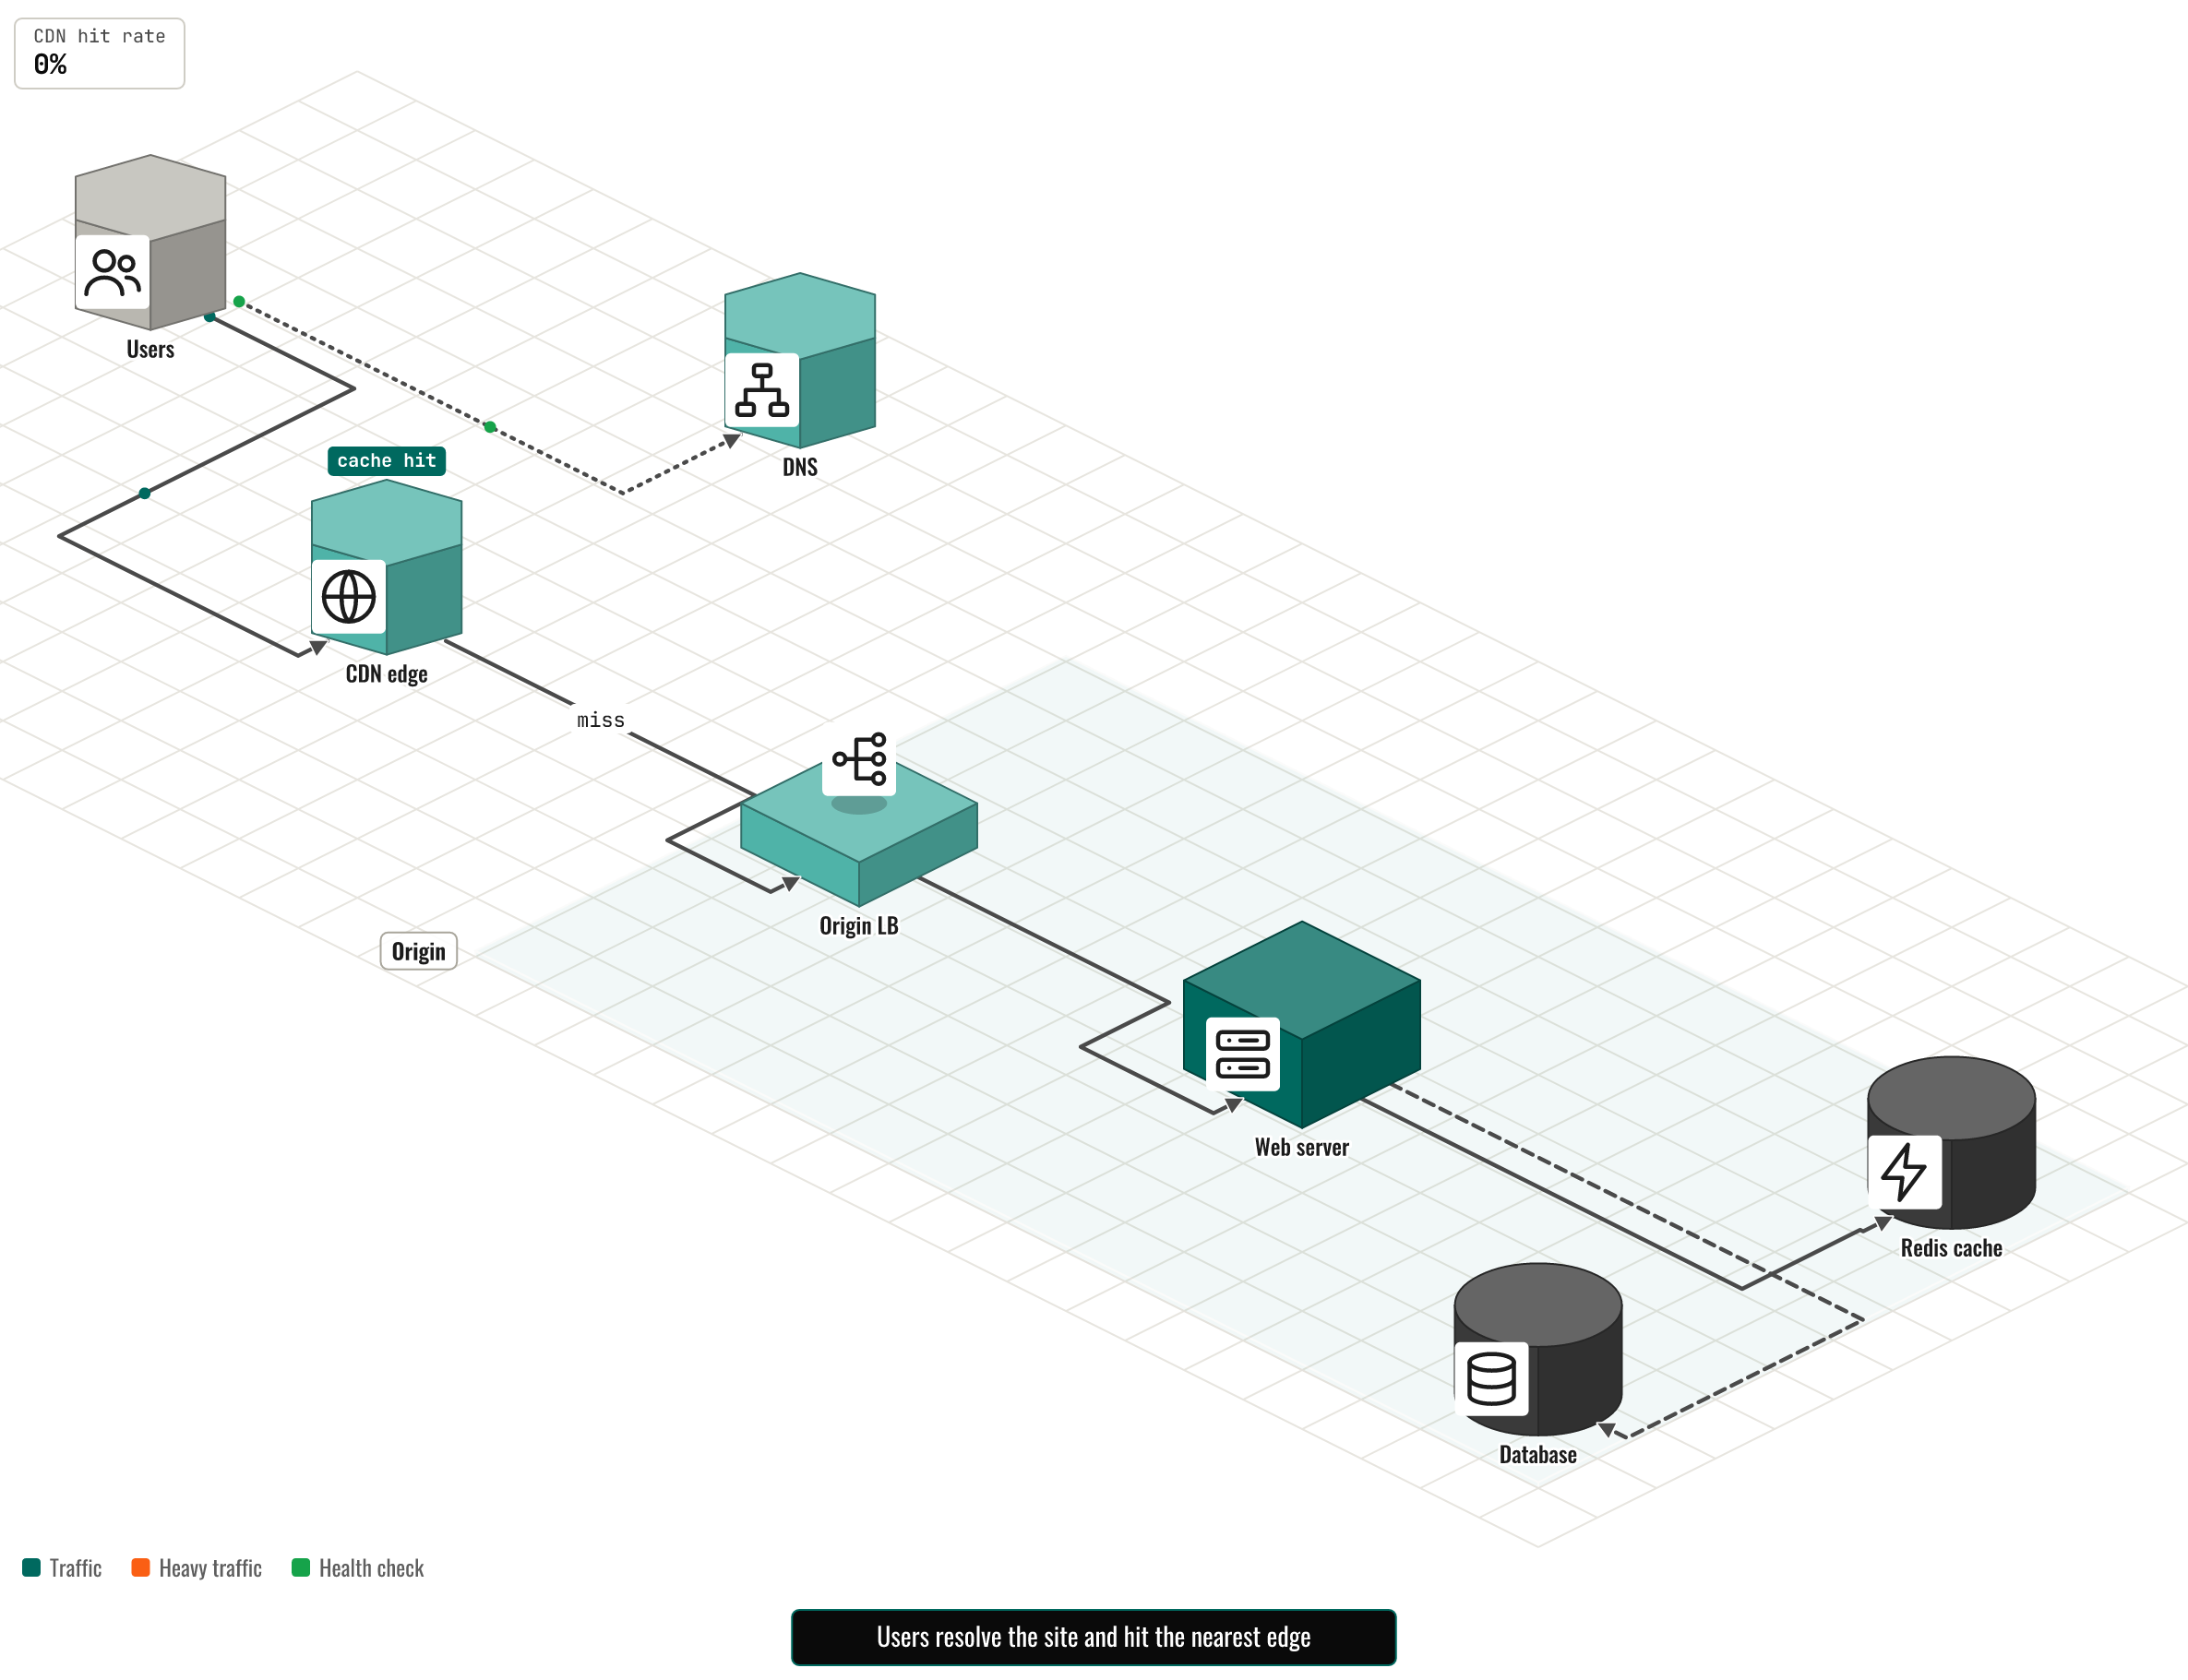 CDN hit rate
0%
Users
DNS
cache hit
CDN edge
miss
Origin LB
Origin
Web server
Redis cache
Database
Traffic
Heavy traffic
Health check
Users resolve the site and hit the nearest edge